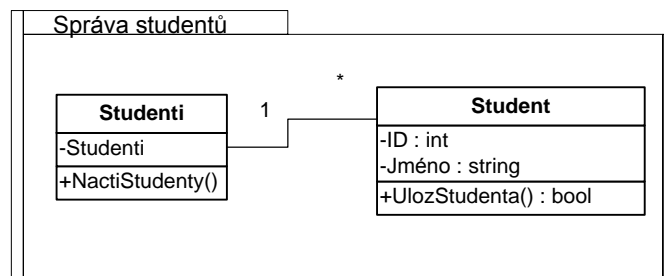 Správa studentů
*
1
Studenti
-Studenti
+NactiStudenty()
Student
-ID : int
-Jméno : string
+UlozStudenta() : bool